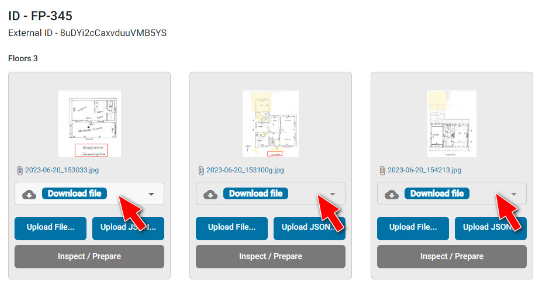 ID - FP-345
External ID - 8uDYi2cCaxvduuVMB5YS
Floors 3
2023-06-20_153033.jpg
Download file
Upload File...
Upload JSON...
Inspect / Prepare
2023-06-20_153100g.jpg
Download file
Upload File...
Upload JSON...
Inspect / Prepare
2023-06-20_154213.jpg
Download file
Upload File...
Upload JSON...
Inspect / Prepare